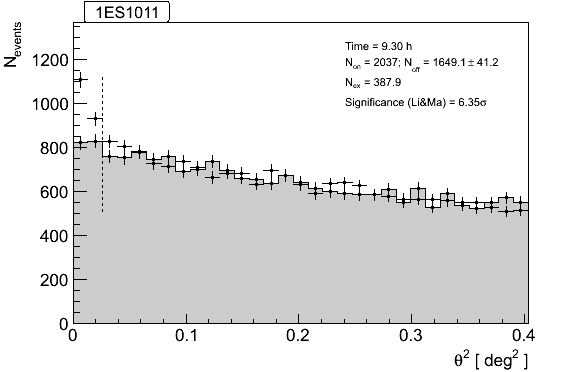 1ES1011
N events
Time = 9.30 h
N_on = 2037; N_off = 1649.1 ± 41.2
N_ex = 387.9
Significance (Li&Ma) = 6.35σ
1200
1000
800
600
400
200
0
0 0.1 0.2 0.3 0.4
θ² [ deg² ]